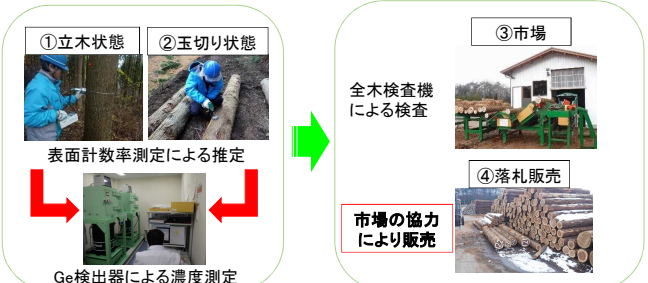 ①立木状態
②玉切り状態
表面計数率測定による推定
Ge検出器による濃度測定
③市場
全木検査機
による検査
④落札販売
市場の協力
により販売